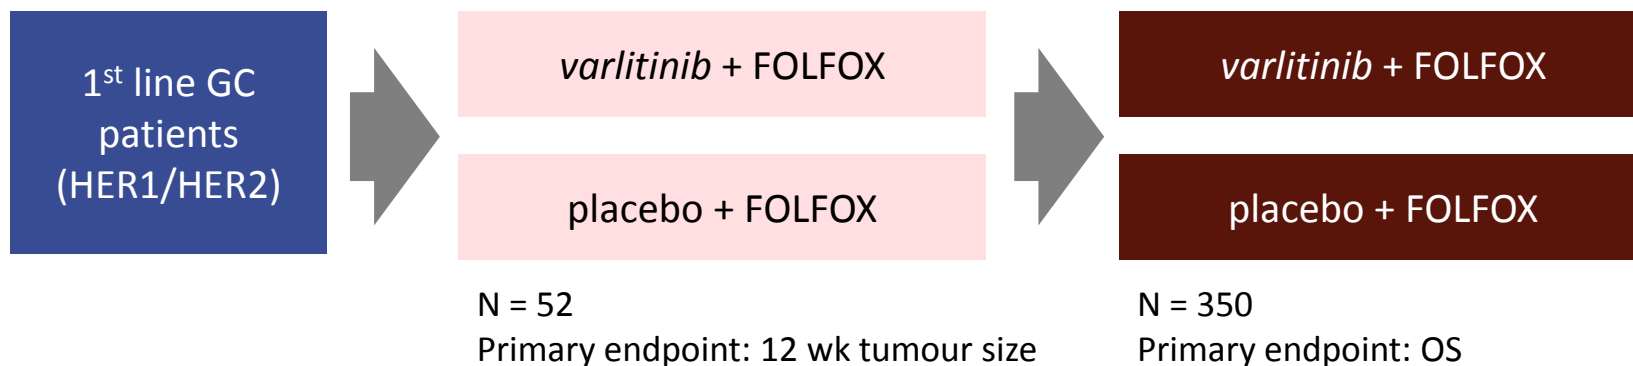 1st line GC
patients
(HER1/HER2)
varlitinib + FOLFOX
placebo + FOLFOX
N = 52
Primary endpoint: 12 wk tumour size
varlitinib + FOLFOX
placebo + FOLFOX
N = 350
Primary endpoint: OS